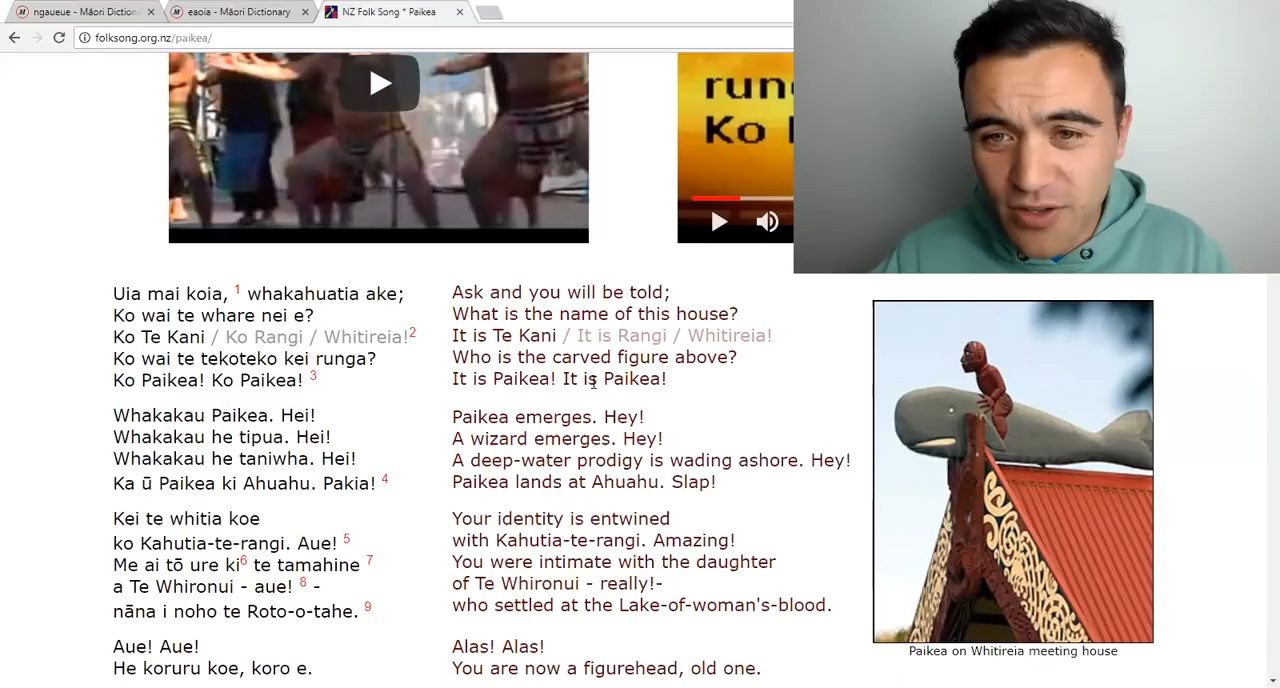 ngaueue - Māori Diction
eaoia - Māori Dictionary
NZ Folk Song * Paikea
folksong.org.nz/paikea/
Ko
Uia mai koia, 1 whakahuatia ake;
Ko wai te whare nei e?
Ko Te Kani / Ko Rangi / Whitireia!2
Ko wai te tekoteko kei runga?
Ko Paikea! Ko Paikea! 3
Whakakau Paikea. Hei!
Whakakau he tipua. Hei!
Whakakau he taniwha. Hei!
Ka ū Paikea ki Ahuahu. Pakia! 4
Kei te whitia koe
ko Kahutia-te-rangi. Aue! 5
Me ai tō ure ki6 te tamahine 7
a Te Whironui - aue! 8 -
nāna i noho te Roto-o-tahe. 9
Aue! Aue!
He koruru koe, koro e.
Ask and you will be told;
What is the name of this house?
It is Te Kani / It is Rangi / Whitireia!
Who is the carved figure above?
It is Paikea! It is Paikea!
Paikea emerges. Hey!
A wizard emerges. Hey!
A deep-water prodigy is wading ashore. Hey!
Paikea lands at Ahuahu. Slap!
Your identity is entwined
with Kahutia-te-rangi. Amazing!
You were intimate with the daughter
of Te Whironui - really!-
who settled at the Lake-of-woman's-blood.
Alas! Alas!
You are now a figurehead, old one.
Paikea on Whitireia meeting house